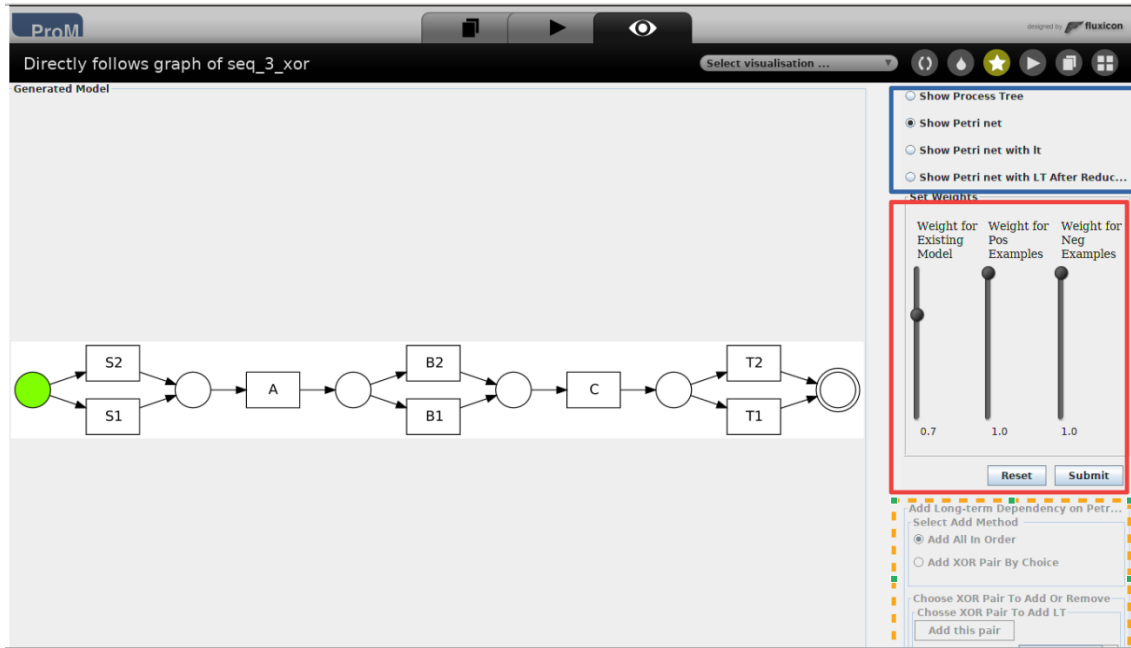 ProM
designed by fluxicon
Directly follows graph of seq_3_xor
Select visualisation ...
Generated Model
Show Process Tree
Show Petri net
Show Petri net with lt
Show Petri net with LT After Reduc...
Set Weights
Weight for Existing Model
Weight for Pos Examples
Weight for Neg Examples
0.7
1.0
1.0
Reset
Submit
S2
S1
A
B2
B1
C
T2
T1
Add Long-term Dependency on Petr...
Select Add Method
Add All In Order
Add XOR Pair By Choice
Choose XOR Pair To Add Or Remove
Chosse XOR Pair To Add LT
Add this pair